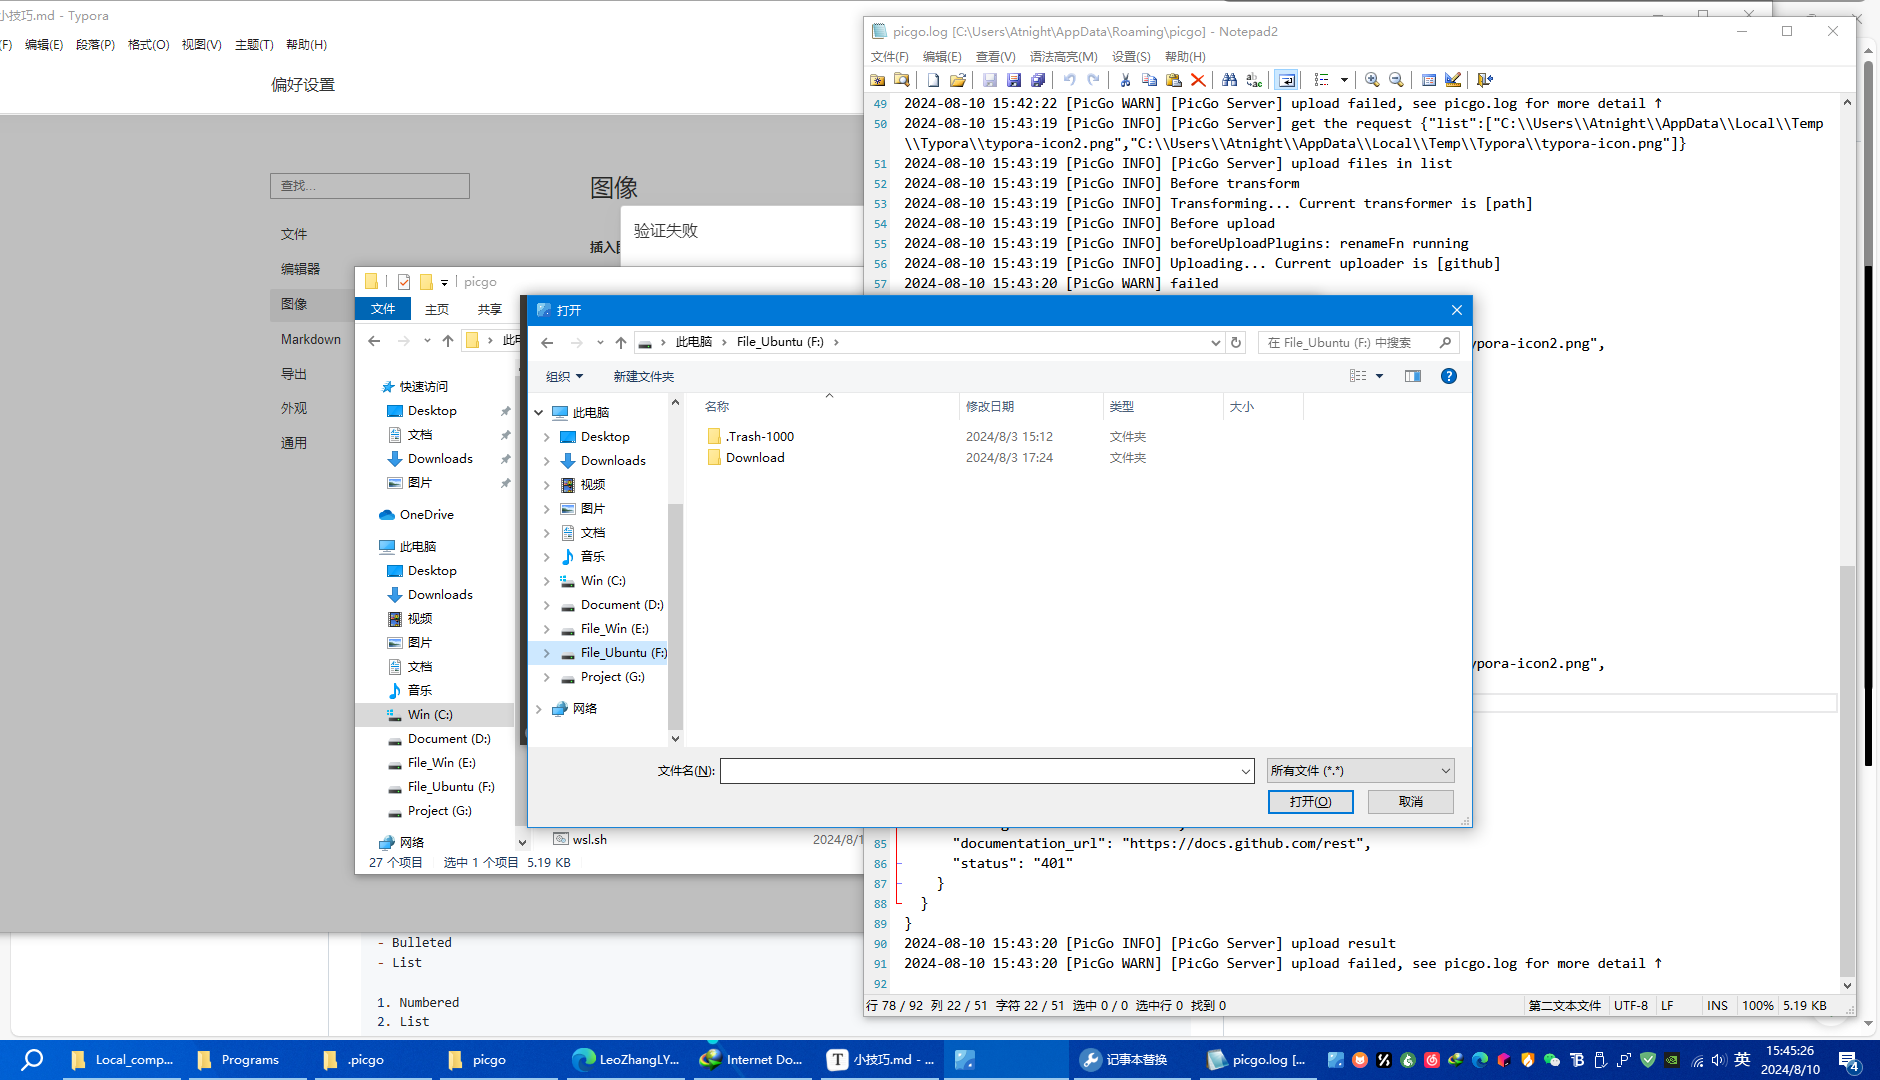 小技巧.md - Typora
(F) 编辑(E) 段落(P) 格式(O) 视图(V) 主题(T) 帮助(H)
偏好设置
查找...
文件
编辑器
图像
Markdown
导出
外观
通用
图像
插入
验证失败
picgo
文件 主页 共享
快速访问
Desktop
文档
Downloads
图片
OneDrive
此电脑
Desktop
Downloads
视频
图片
文档
音乐
Win (C:)
Document (D:)
File_Win (E:)
File_Ubuntu (F:)
Project (G:)
网络
wsl.sh 2024/8/1
27 个项目 选中 1 个项目 5.19 KB
- Bulleted
- List
1. Numbered
2. List
picgo.log [C:\Users\Atnight\AppData\Roaming\picgo] - Notepad2
文件(F) 编辑(E) 查看(V) 语法高亮(M) 设置(S) 帮助(H)
49 2024-08-10 15:42:22 [PicGo WARN] [PicGo Server] upload failed, see picgo.log for more detail ↑
50 2024-08-10 15:43:19 [PicGo INFO] [PicGo Server] get the request {"list":["C:\\Users\\Atnight\\AppData\\Local\\Temp
\\Typora\\typora-icon2.png","C:\\Users\\Atnight\\AppData\\Local\\Temp\\Typora\\typora-icon.png"]}
51 2024-08-10 15:43:19 [PicGo INFO] [PicGo Server] upload files in list
52 2024-08-10 15:43:19 [PicGo INFO] Before transform
53 2024-08-10 15:43:19 [PicGo INFO] Transforming... Current transformer is [path]
54 2024-08-10 15:43:19 [PicGo INFO] Before upload
55 2024-08-10 15:43:19 [PicGo INFO] beforeUploadPlugins: renameFn running
56 2024-08-10 15:43:19 [PicGo INFO] Uploading... Current uploader is [github]
57 2024-08-10 15:43:20 [PicGo WARN] failed
ypora-icon2.png",
ypora-icon2.png",
85 "documentation_url": "https://docs.github.com/rest",
86 "status": "401"
87 }
88 }
89 }
90 2024-08-10 15:43:20 [PicGo INFO] [PicGo Server] upload result
91 2024-08-10 15:43:20 [PicGo WARN] [PicGo Server] upload failed, see picgo.log for more detail ↑
92
行 78 / 92 列 22 / 51 字符 22 / 51 选中 0 / 0 选中行 0 找到 0 第二文本文件 UTF-8 LF INS 100% 5.19 KB
打开
此电脑 File_Ubuntu (F:) 在 File_Ubuntu (F:) 中搜索
组织 新建文件夹
此电脑
Desktop
Downloads
视频
图片
文档
音乐
Win (C:)
Document (D:)
File_Win (E:)
File_Ubuntu (F:)
Project (G:)
网络
名称 修改日期 类型 大小
.Trash-1000 2024/8/3 15:12 文件夹
Download 2024/8/3 17:24 文件夹
文件名(N): 所有文件 (*.*)
打开(O) 取消
Local_comp... Programs .picgo picgo LeoZhangLY... Internet Do... 小技巧.md - ... 记事本替换 picgo.log [... 英 15:45:26
2024/8/10
4